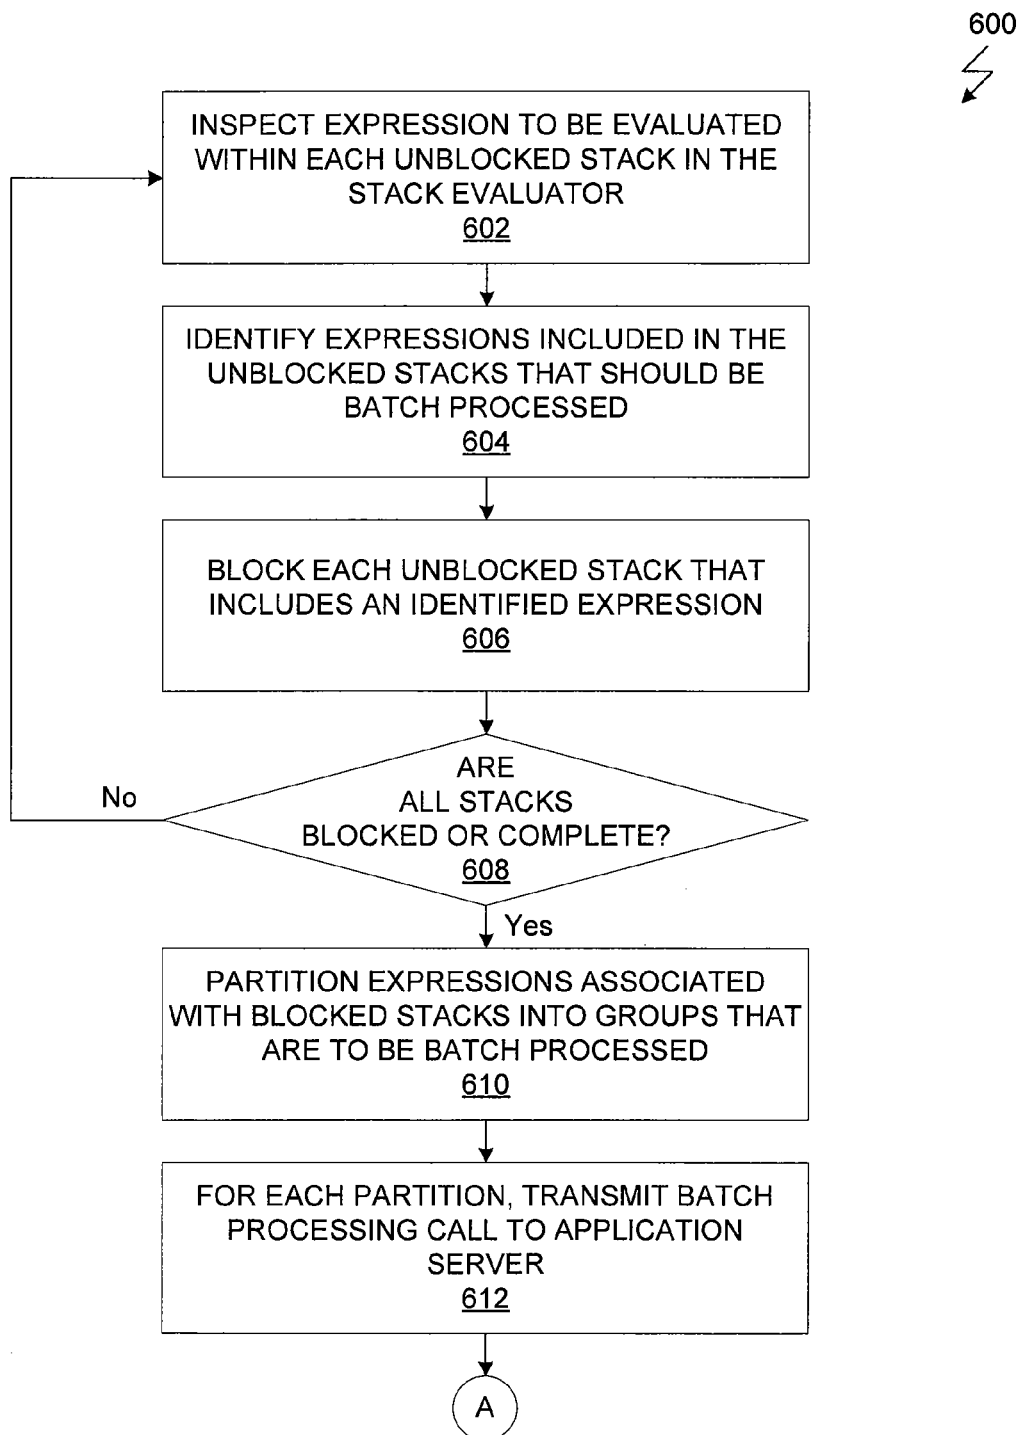 600
INSPECT EXPRESSION TO BE EVALUATED
WITHIN EACH UNBLOCKED STACK IN THE
STACK EVALUATOR
602
IDENTIFY EXPRESSIONS INCLUDED IN THE
UNBLOCKED STACKS THAT SHOULD BE
BATCH PROCESSED
604
BLOCK EACH UNBLOCKED STACK THAT
INCLUDES AN IDENTIFIED EXPRESSION
606
No
ARE
ALL STACKS
BLOCKED OR COMPLETE?
608
Yes
PARTITION EXPRESSIONS ASSOCIATED
WITH BLOCKED STACKS INTO GROUPS THAT
ARE TO BE BATCH PROCESSED
610
FOR EACH PARTITION, TRANSMIT BATCH
PROCESSING CALL TO APPLICATION
SERVER
612
A